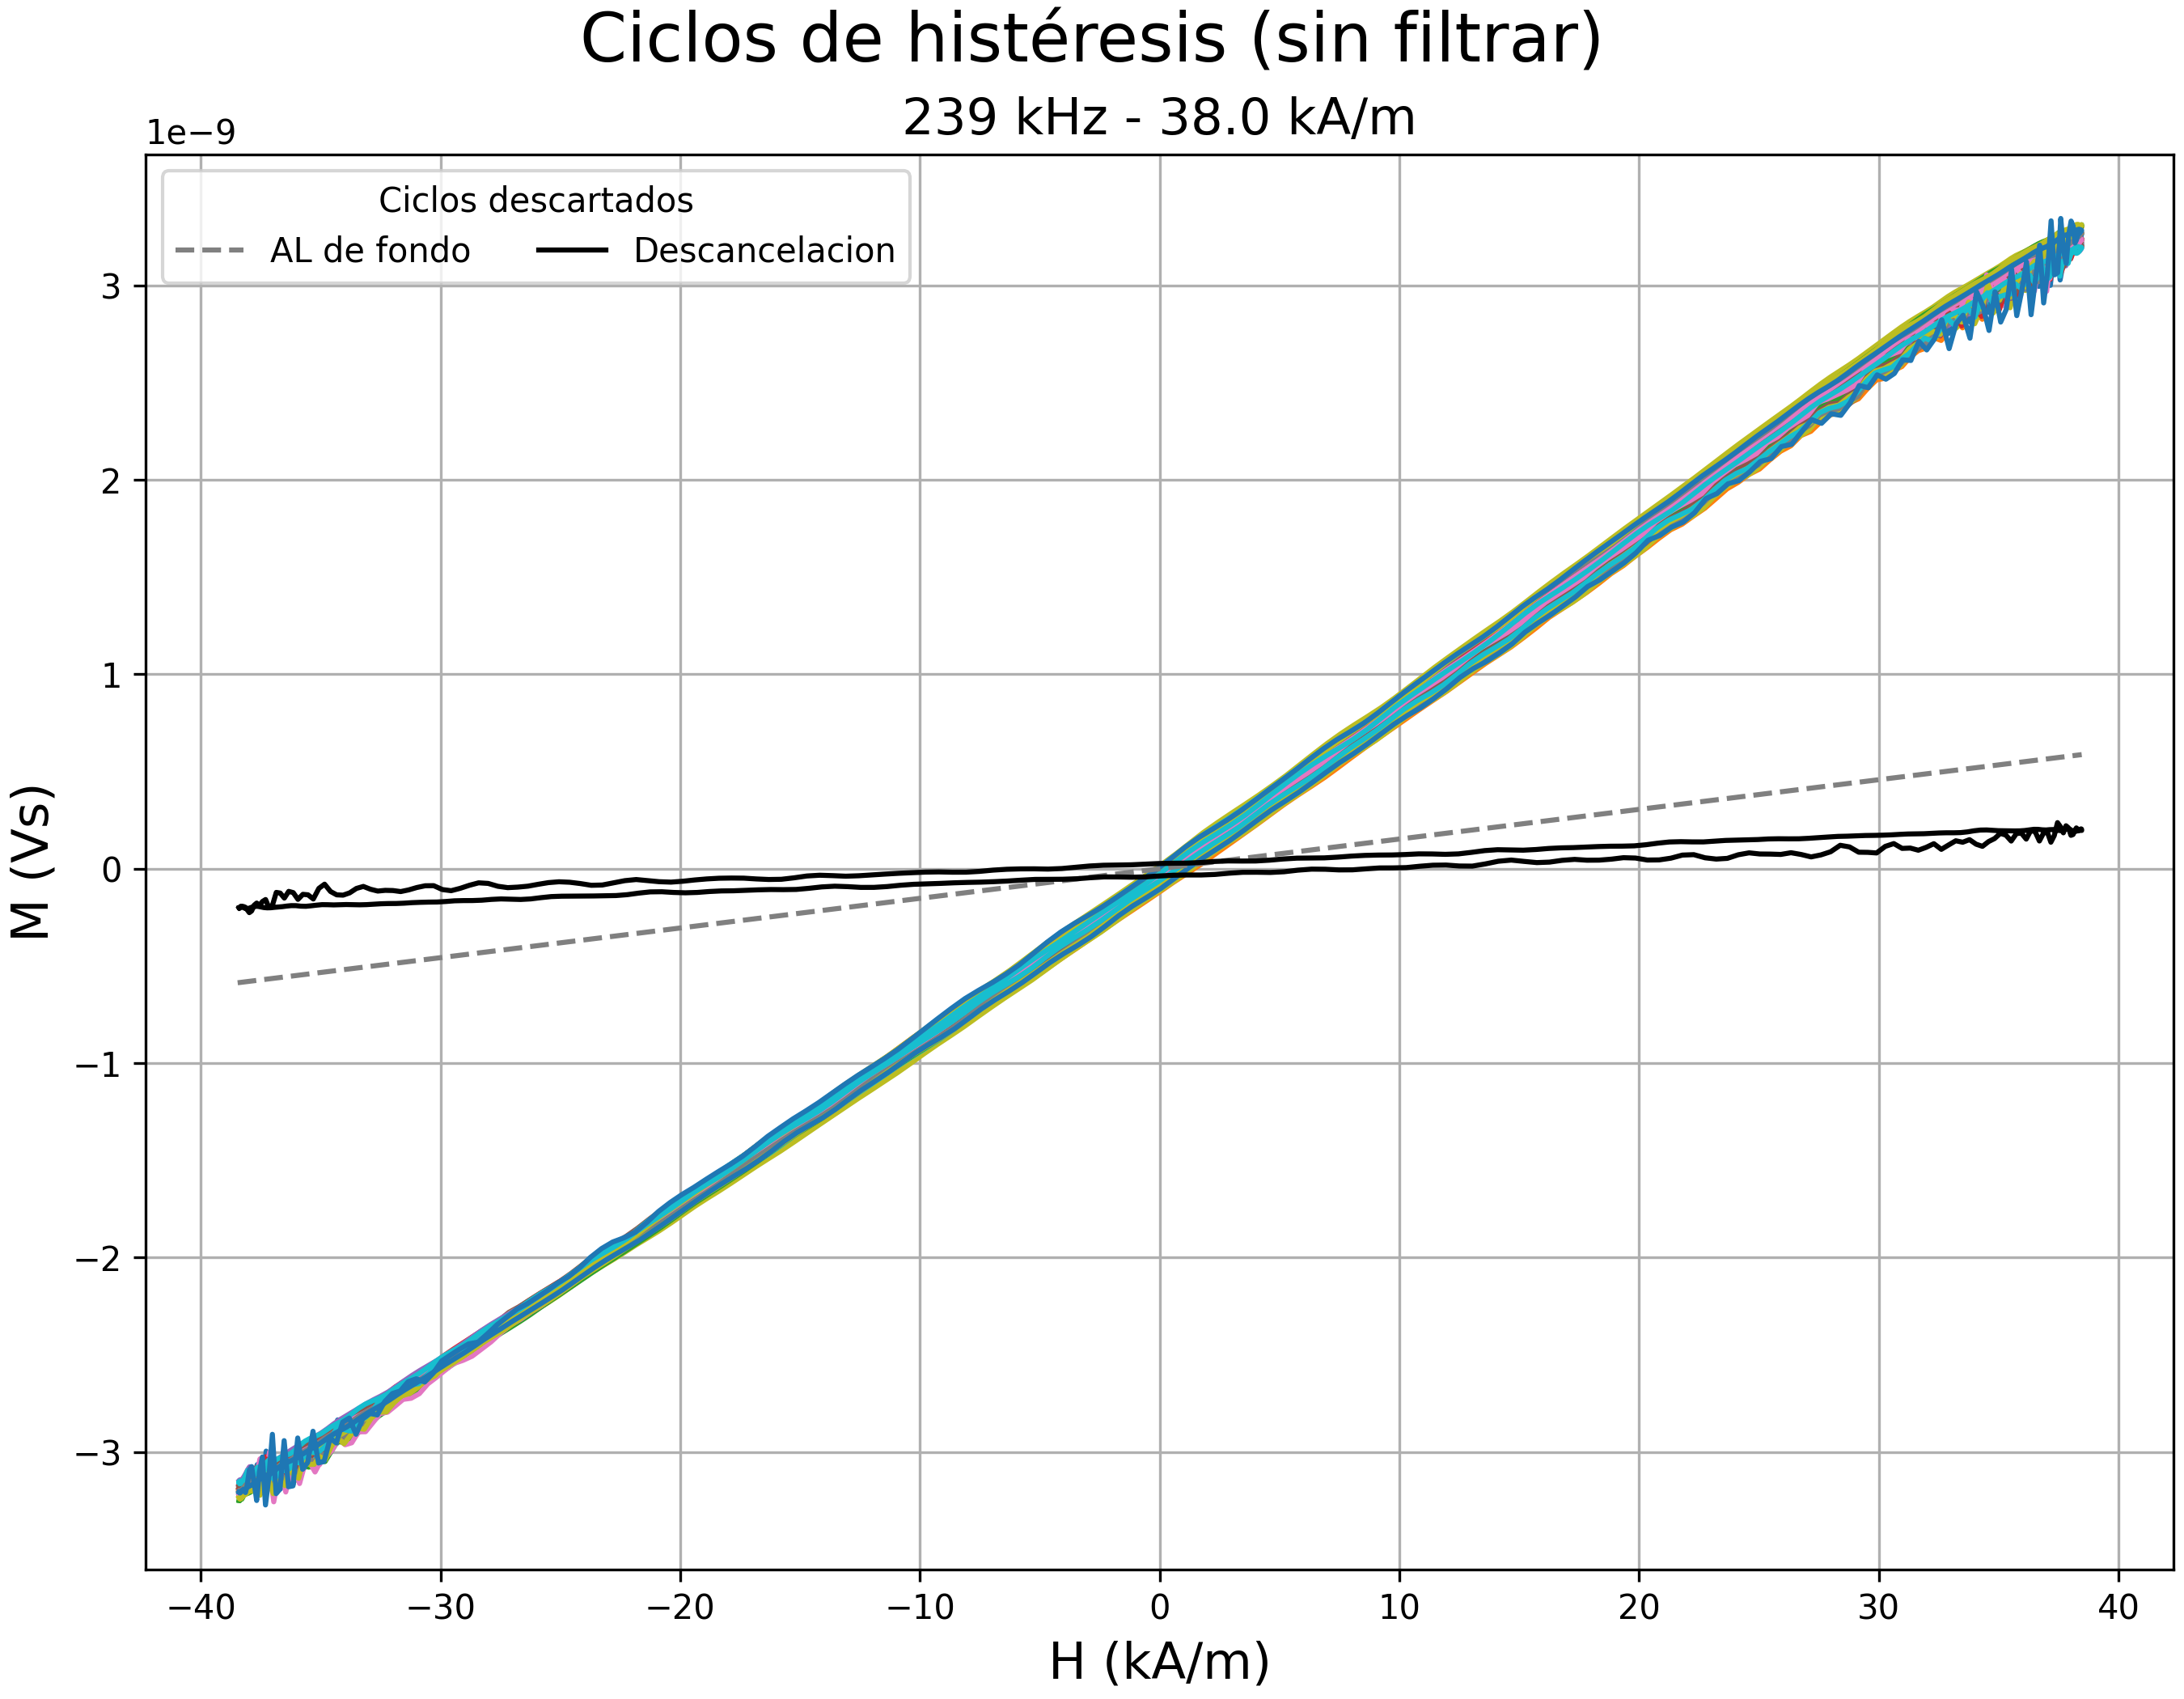 Ciclos de histéresis (sin filtrar)
239 kHz - 38.0 kA/m
1e−9
Ciclos descartados
AL de fondo
Descancelacion
3
2
1
0
−1
−2
−3
M (Vs)
−40 −30 −20 −10 0 10 20 30 40
H (kA/m)